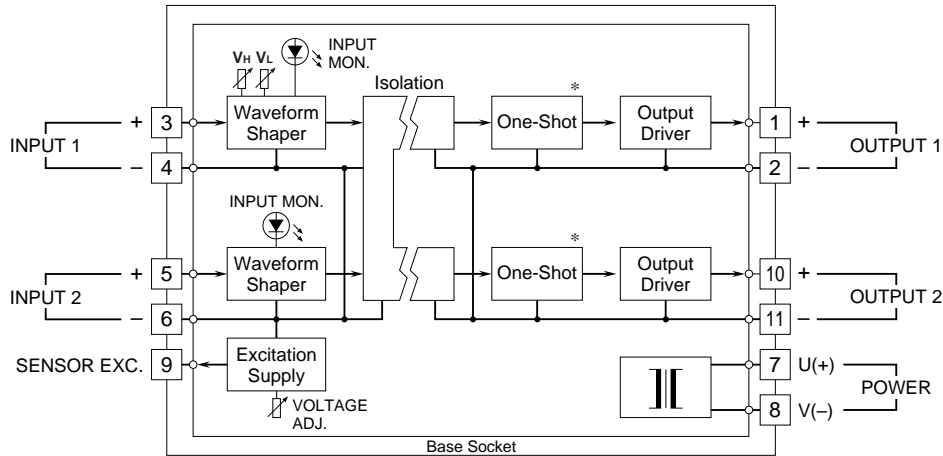 VH VL
INPUT
MON.
Isolation
*
+ 3
Waveform
Shaper
One-Shot
Output
Driver
1 +
INPUT 1
OUTPUT 1
– 4
2 –
INPUT MON.
*
+ 5
Waveform
Shaper
One-Shot
Output
Driver
10 +
INPUT 2
OUTPUT 2
– 6
11 –
SENSOR EXC. 9
Excitation
Supply
7 U(+)
POWER
VOLTAGE
ADJ.
8 V(–)
Base Socket